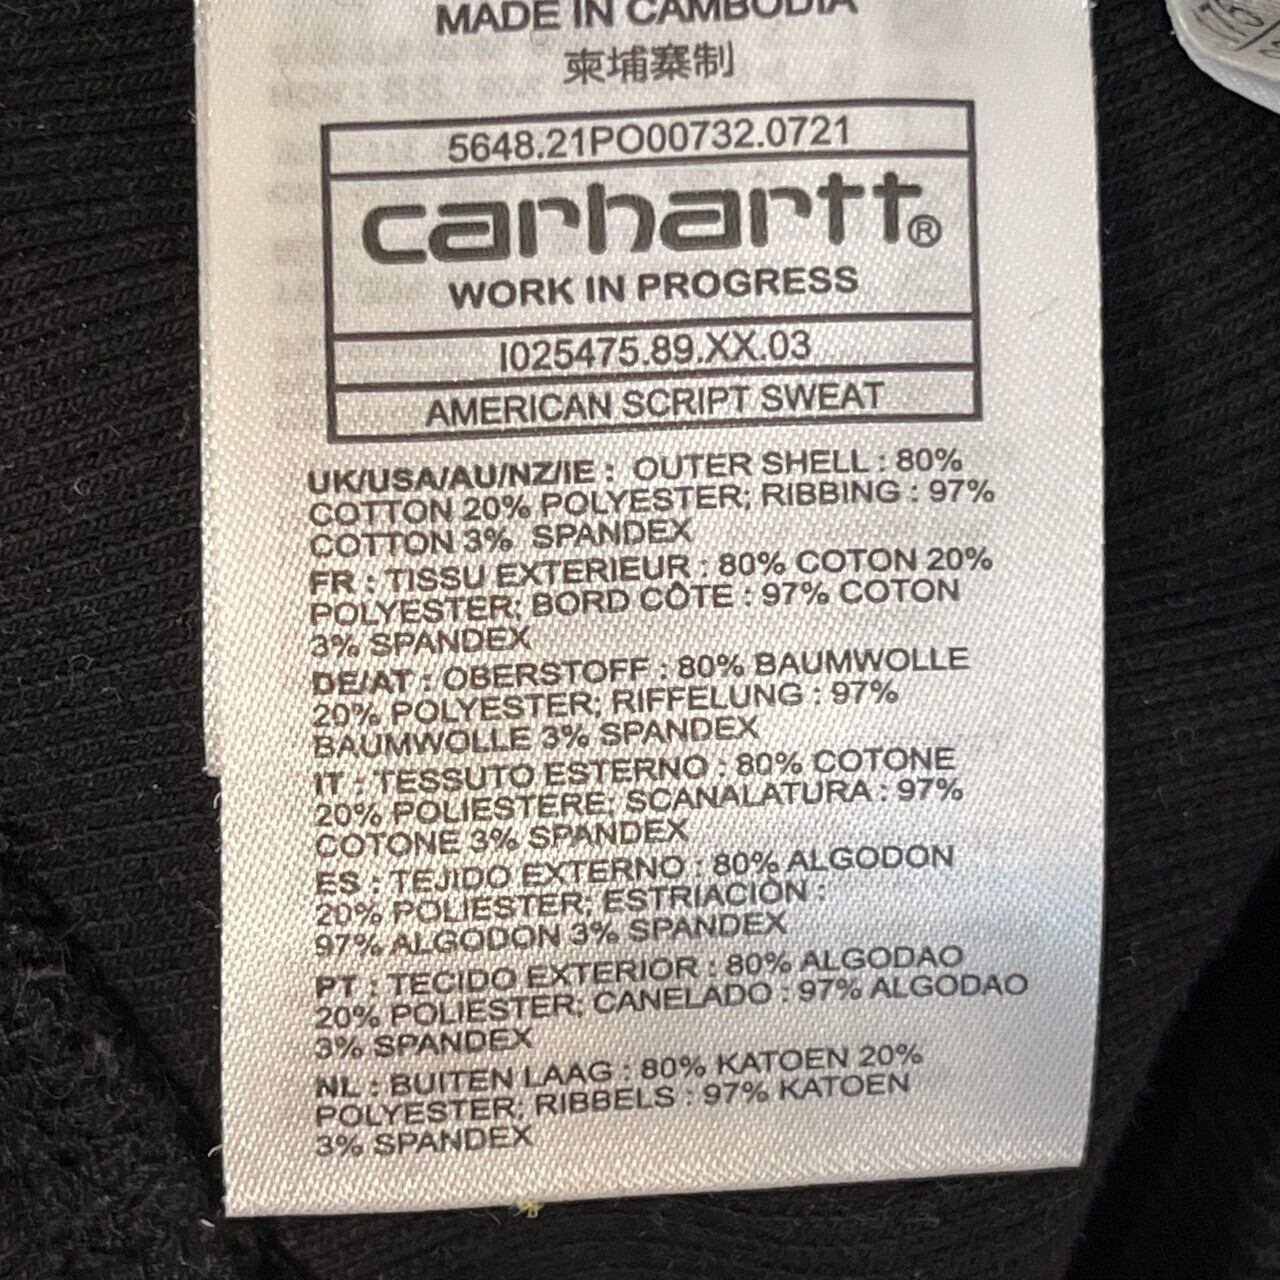 MADE IN CAMBODIA
柬埔寨制
5648.21PO00732.0721
carhartt®
WORK IN PROGRESS
I025475.89.XX.03
AMERICAN SCRIPT SWEAT
UK/USA/AU/NZ/IE : OUTER SHELL : 80%
COTTON 20% POLYESTER; RIBBING : 97%
COTTON 3% SPANDEX
FR : TISSU EXTERIEUR : 80% COTON 20%
POLYESTER; BORD CÔTE : 97% COTON
3% SPANDEX
DE/AT : OBERSTOFF : 80% BAUMWOLLE
20% POLYESTER; RIFFELUNG : 97%
BAUMWOLLE 3% SPANDEX
IT : TESSUTO ESTERNO : 80% COTONE
20% POLIESTERE; SCANALATURA : 97%
COTONE 3% SPANDEX
ES : TEJIDO EXTERNO : 80% ALGODON
20% POLIESTER; ESTRIACIÓN :
97% ALGODON 3% SPANDEX
PT : TECIDO EXTERIOR : 80% ALGODAO
20% POLIESTER; CANELADO : 97% ALGODAO
3% SPANDEX
NL : BUITEN LAAG : 80% KATOEN 20%
POLYESTER; RIBBELS : 97% KATOEN
3% SPANDEX